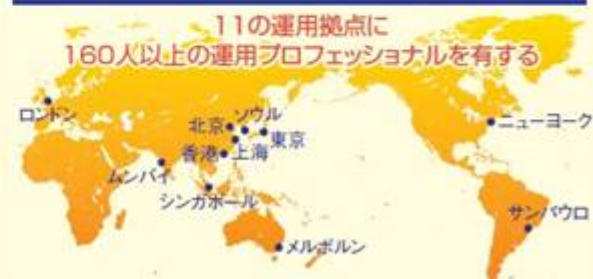 11の運用拠点に
160人以上の運用プロフェッショナルを有する
ロンドン
北京
ソウル
東京
香港
上海
ムンバイ
シンガポール
メルボルン
ニューヨーク
サンパウロ